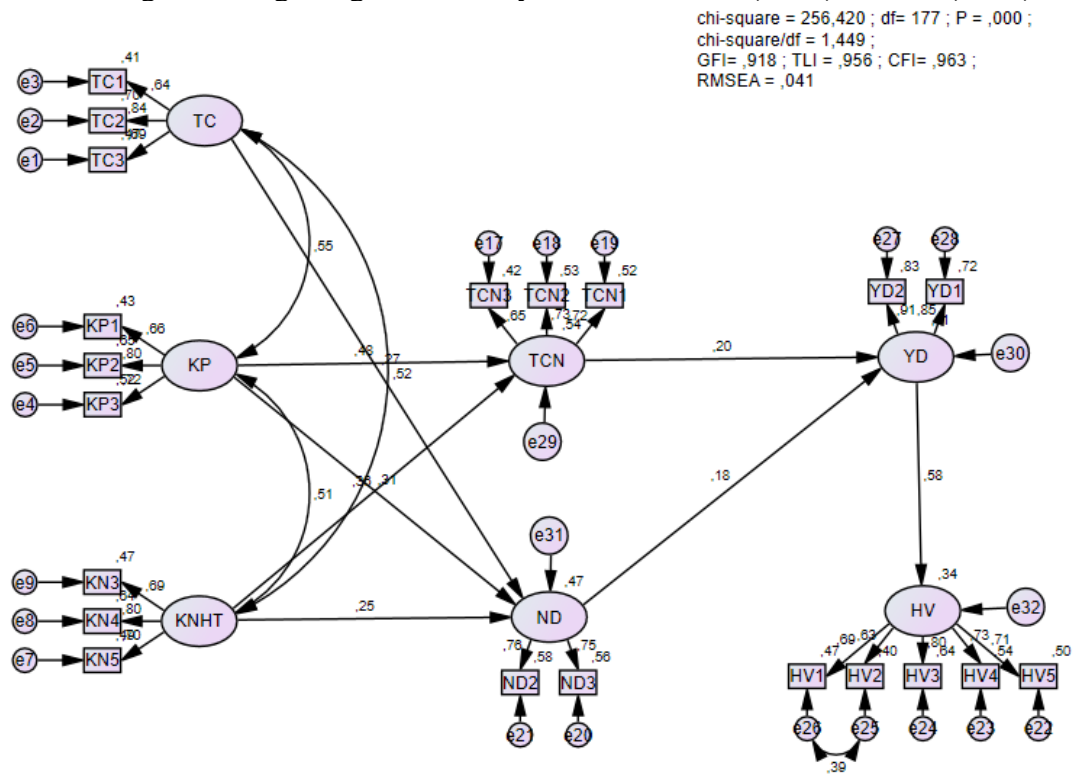 chi-square = 256,420 ; df= 177 ; P = ,000 ;
chi-square/df = 1,449 ;
GFI= ,918 ; TLI = ,956 ; CFI= ,963 ;
RMSEA = ,041
,41
e3 TC1 ,64
e2 TC2 ,84 TC
e1 TC3
,55
e17 e18 e19
e27 e28
,42 ,53 ,52
,83 ,72
TCN3 TCN2 TCN1
YD2 YD1
,65 ,73 ,72
,91 ,85
,54
,43
e6 KP1 ,66
e5 KP2 ,80 KP
e4 KP3
,48 ,27
,52
TCN ,20 YD e30
e29
,51 ,31
,18 ,58
e31
,47
e9 KN3 ,69
e8 KN4 ,80 KNHT
e7 KN5
,25
,47
ND
,34
HV e32
,76 ,58 ,75 ,56
,47 ,69 ,63 ,40 ,80 ,64 ,73 ,54 ,71 ,50
ND2 ND3
HV1 HV2 HV3 HV4 HV5
e21 e20
e26 e25 e24 e23 e22
,39